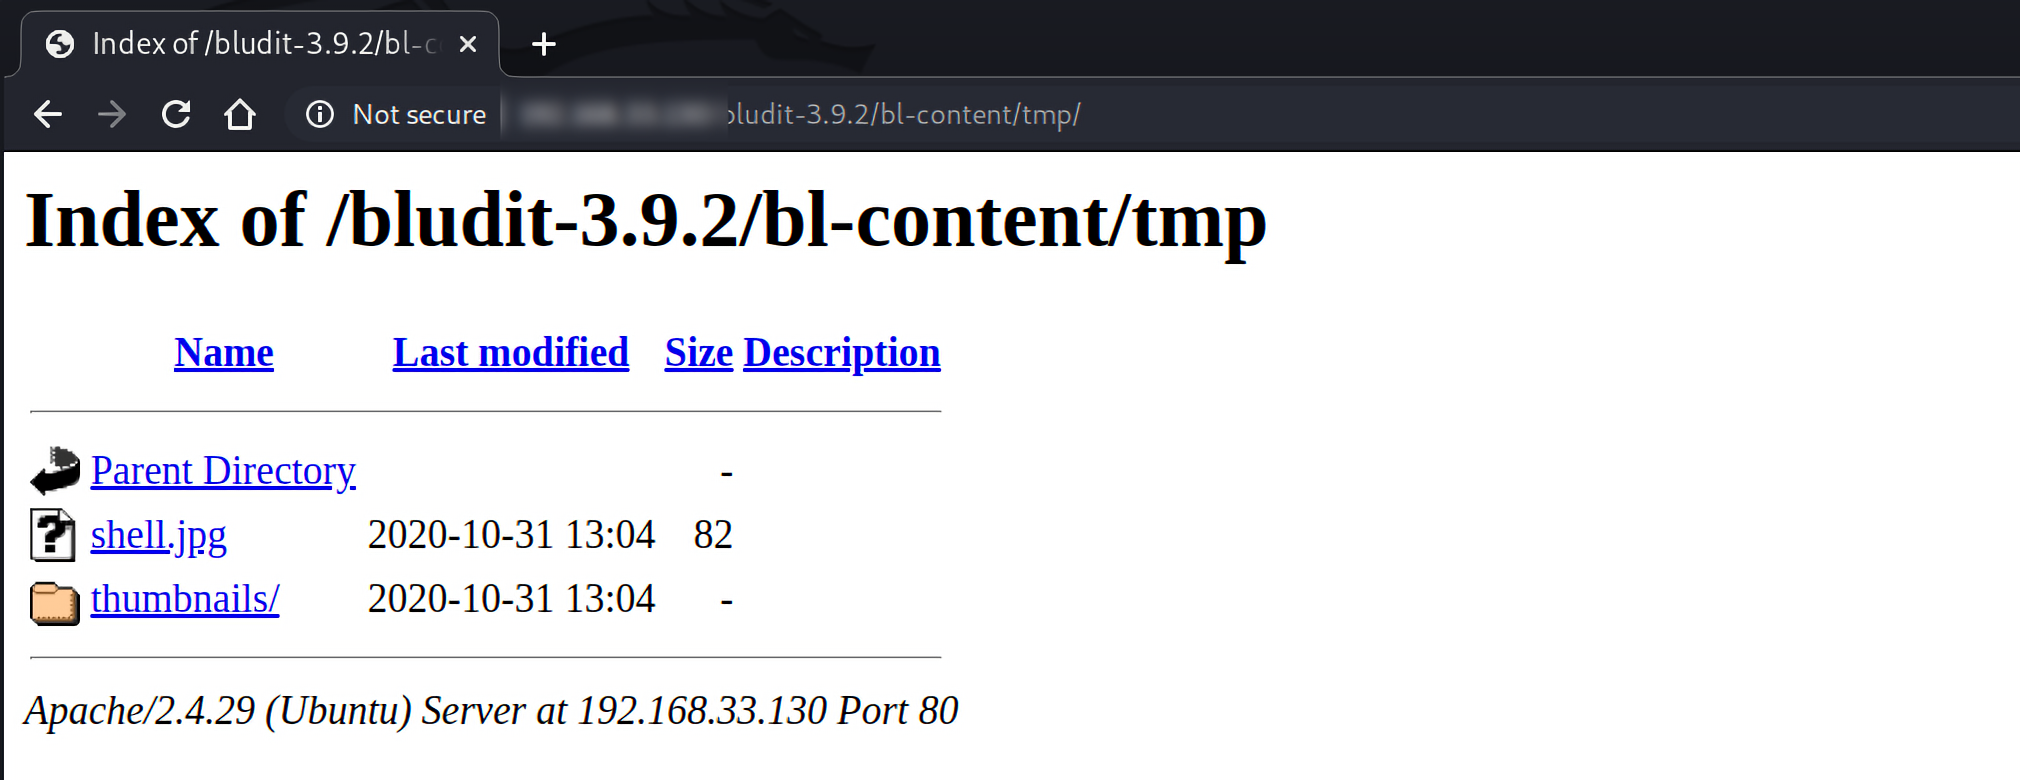 Index of /bludit-3.9.2/bl-c
Not secure bludit-3.9.2/bl-content/tmp/
Index of /bludit-3.9.2/bl-content/tmp
Name Last modified Size Description
Parent Directory -
shell.jpg 2020-10-31 13:04 82
thumbnails/ 2020-10-31 13:04 -
Apache/2.4.29 (Ubuntu) Server at 192.168.33.130 Port 80